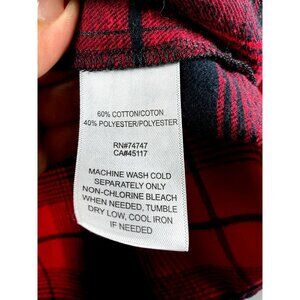 60% COTTON/COTON
40% POLYESTER/POLYESTER
RN#74747
CA#45117
MACHINE WASH COLD
SEPARATELY ONLY
NON-CHLORINE BLEACH
WHEN NEEDED, TUMBLE
DRY LOW, COOL IRON
IF NEEDED